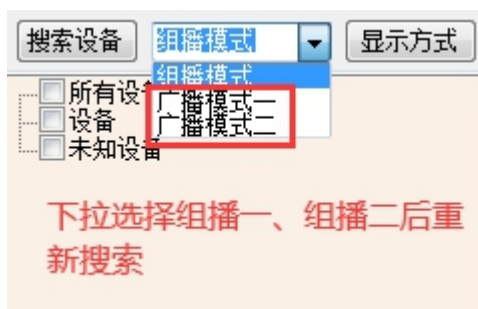 搜索设备 组播模式 显示方式
组播模式
所有设备 广播模式一
设备 广播模式二
未知设备
下拉选择组播一、组播二后重
新搜索